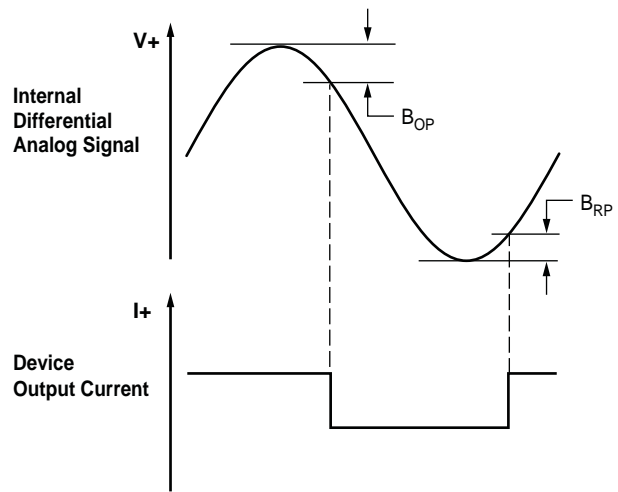 V+
Internal
Differential
Analog Signal
B_OP
B_RP
I+
Device
Output Current